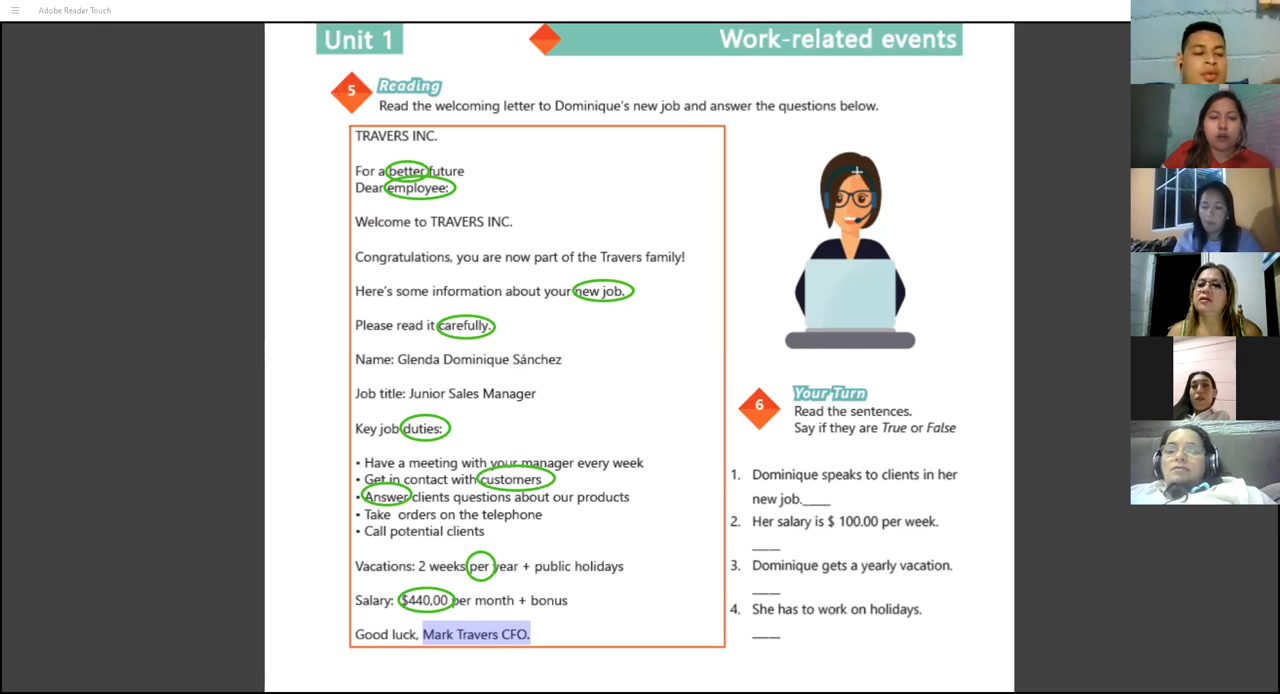 Adobe Reader Touch
Unit 1
Work-related events
5
Reading
Read the welcoming letter to Dominique's new job and answer the questions below.
TRAVERS INC.
For a better future
Dear employee:
Welcome to TRAVERS INC.
Congratulations, you are now part of the Travers family!
Here's some information about your new job.
Please read it carefully.
Name: Glenda Dominique Sánchez
Job title: Junior Sales Manager
Key job duties:
• Have a meeting with your manager every week
• Get in contact with customers
• Answer clients questions about our products
• Take orders on the telephone
• Call potential clients
Vacations: 2 weeks per year + public holidays
Salary: $440,00 per month + bonus
Good luck, Mark Travers CFO.
6
Your Turn
Read the sentences.
Say if they are True or False
1. Dominique speaks to clients in her
new job.____
2. Her salary is $ 100.00 per week.
____
3. Dominique gets a yearly vacation.
____
4. She has to work on holidays.
____